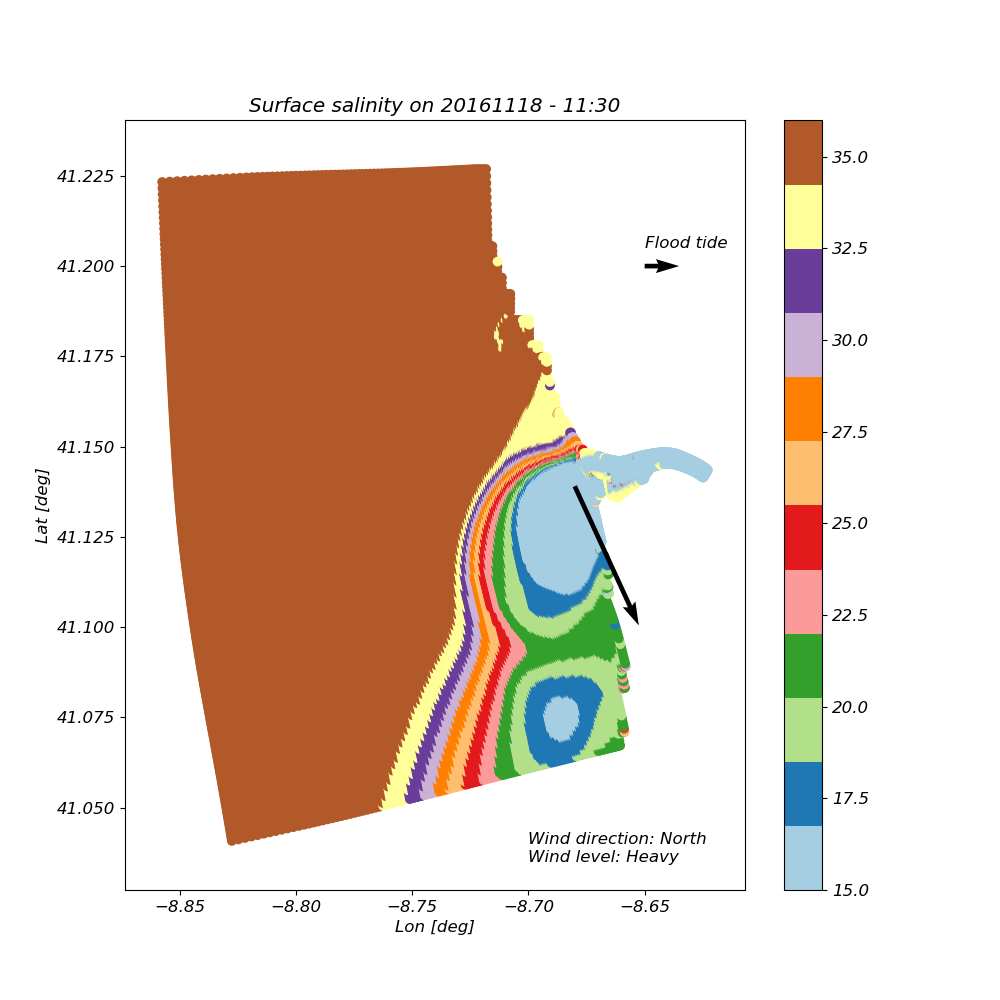 Surface salinity on 20161118 - 11:30
41.225
41.200
41.175
41.150
41.125
41.100
41.075
41.050
Lat [deg]
Flood tide
Wind direction: North
Wind level: Heavy
−8.85 −8.80 −8.75 −8.70 −8.65
Lon [deg]
35.0
32.5
30.0
27.5
25.0
22.5
20.0
17.5
15.0